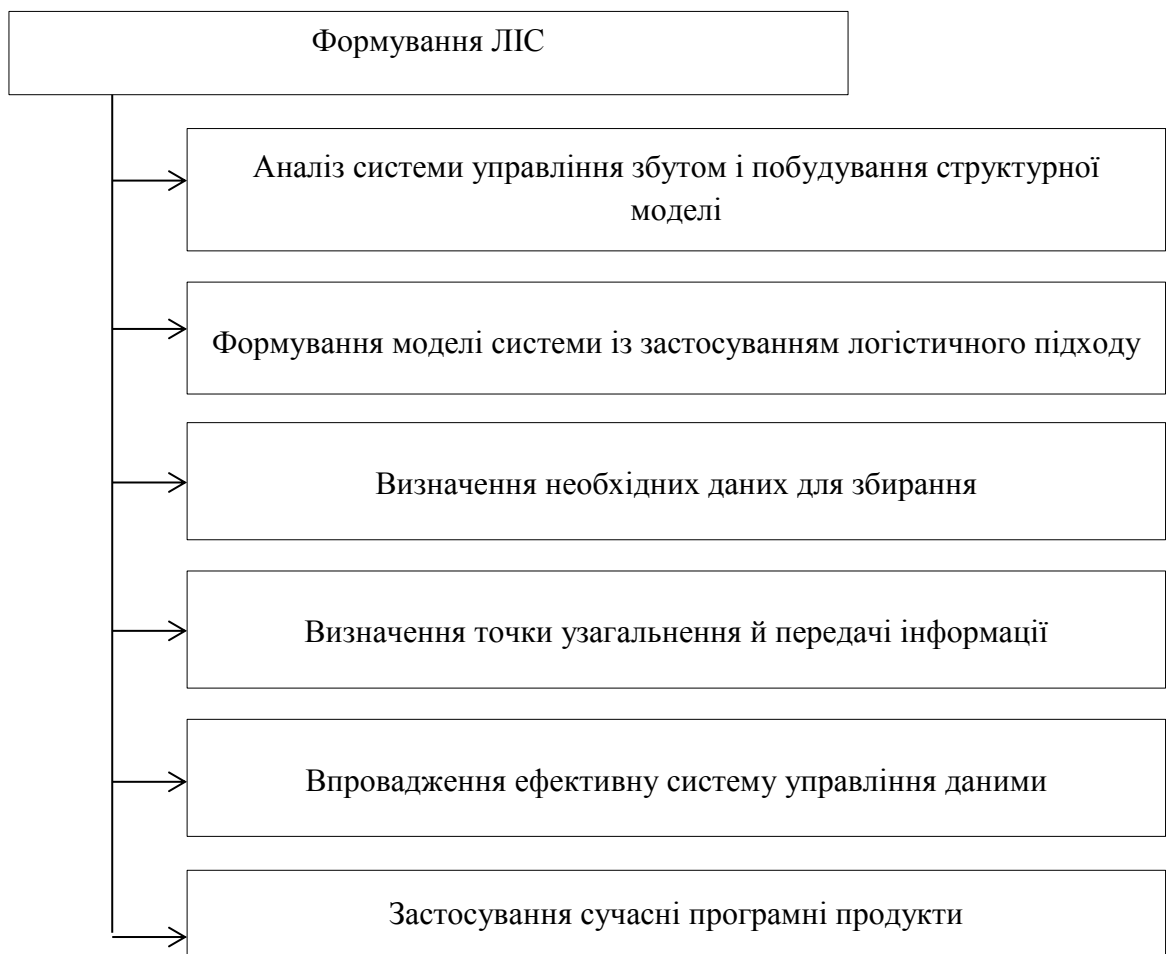 Формування ЛІС
Аналіз системи управління збутом і побудування структурної
моделі
Формування моделі системи із застосуванням логістичного підходу
Визначення необхідних даних для збирання
Визначення точки узагальнення й передачі інформації
Впровадження ефективну систему управління даними
Застосування сучасні програмні продукти